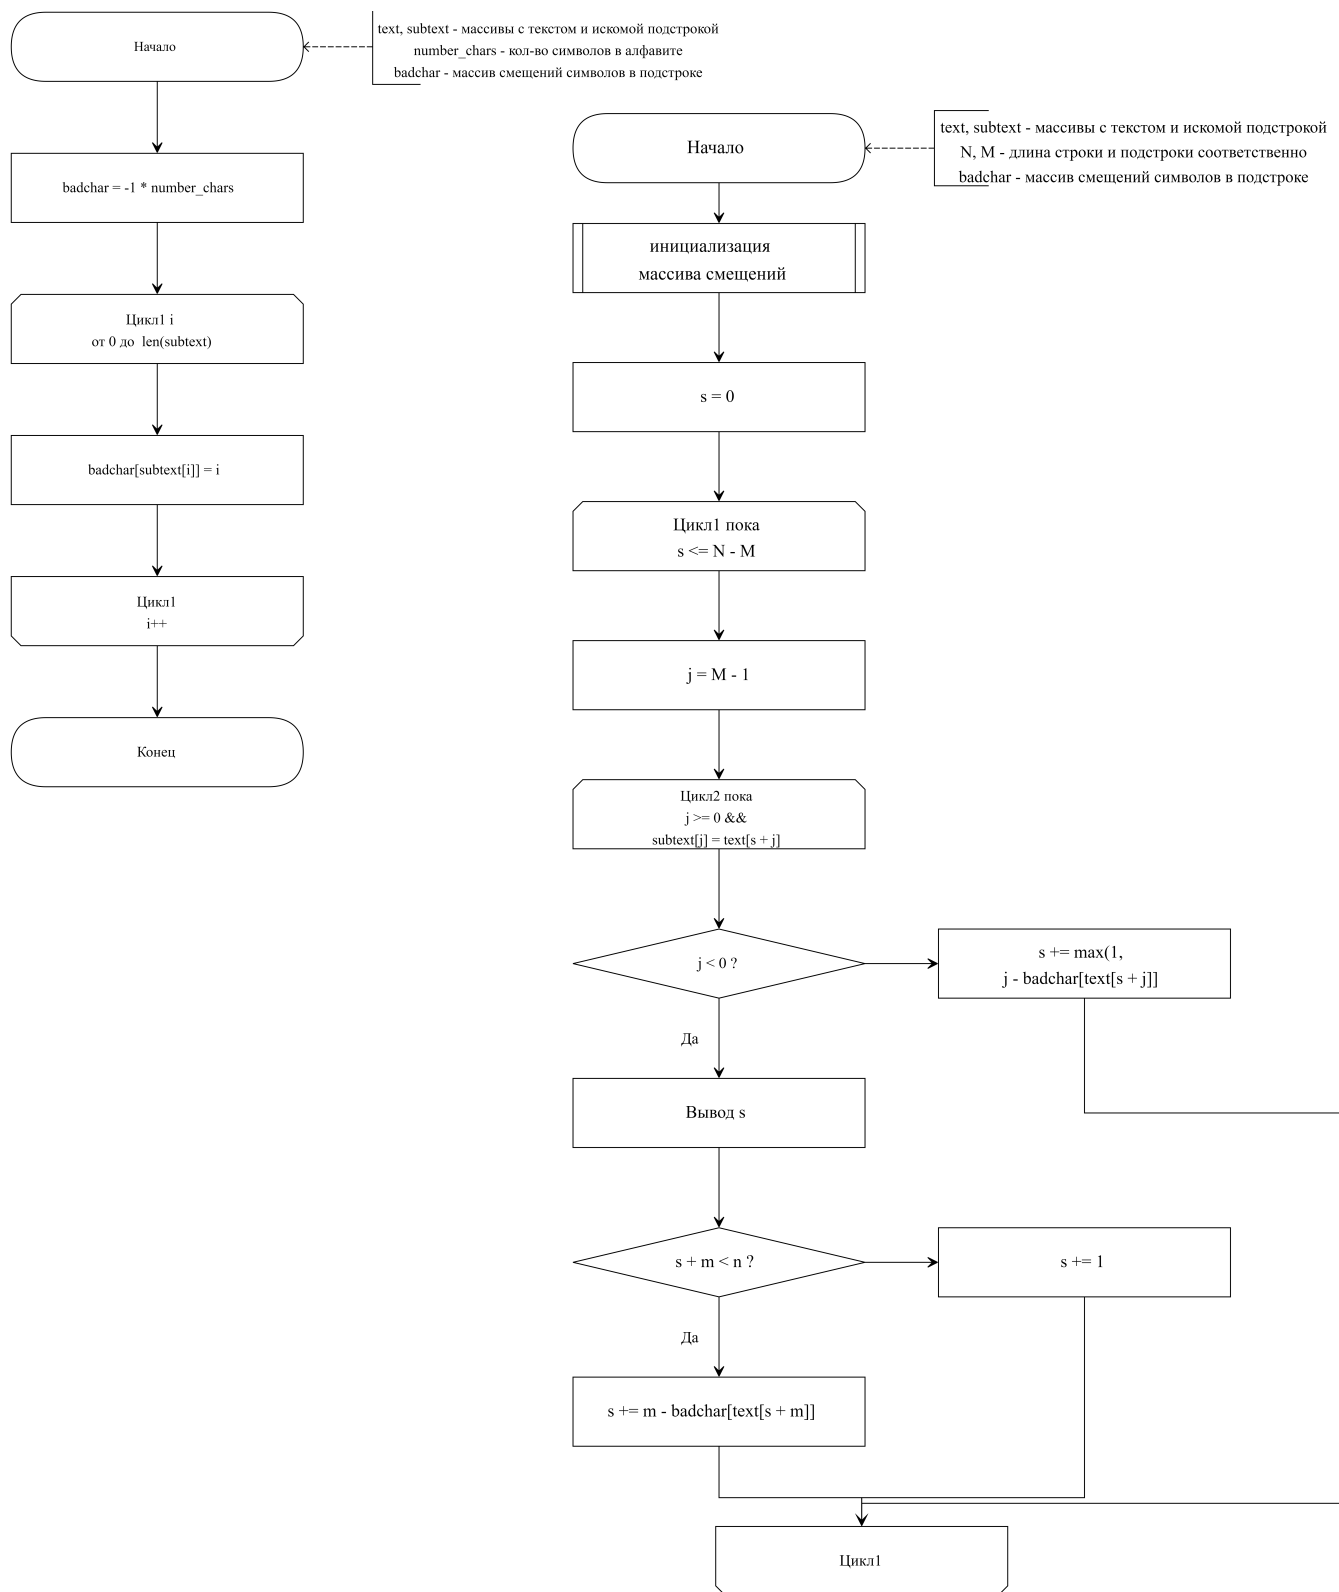 Начало
text, subtext - массивы с текстом и искомой подстрокой
number_chars - кол-во символов в алфавите
badchar - массив смещений символов в подстроке
badchar = -1 * number_chars
Цикл1 i
от 0 до len(subtext)
badchar[subtext[i]] = i
Цикл1
i++
Конец
Начало
text, subtext - массивы с текстом и искомой подстрокой
N, M - длина строки и подстроки соответственно
badchar - массив смещений символов в подстроке
инициализация
массива смещений
s = 0
Цикл1 пока
s <= N - M
j = M - 1
Цикл2 пока
j >= 0 &&
subtext[j] = text[s + j]
j < 0 ?
s += max(1,
j - badchar[text[s + j]]
Да
Вывод s
s + m < n ?
s += 1
Да
s += m - badchar[text[s + m]]
Цикл1